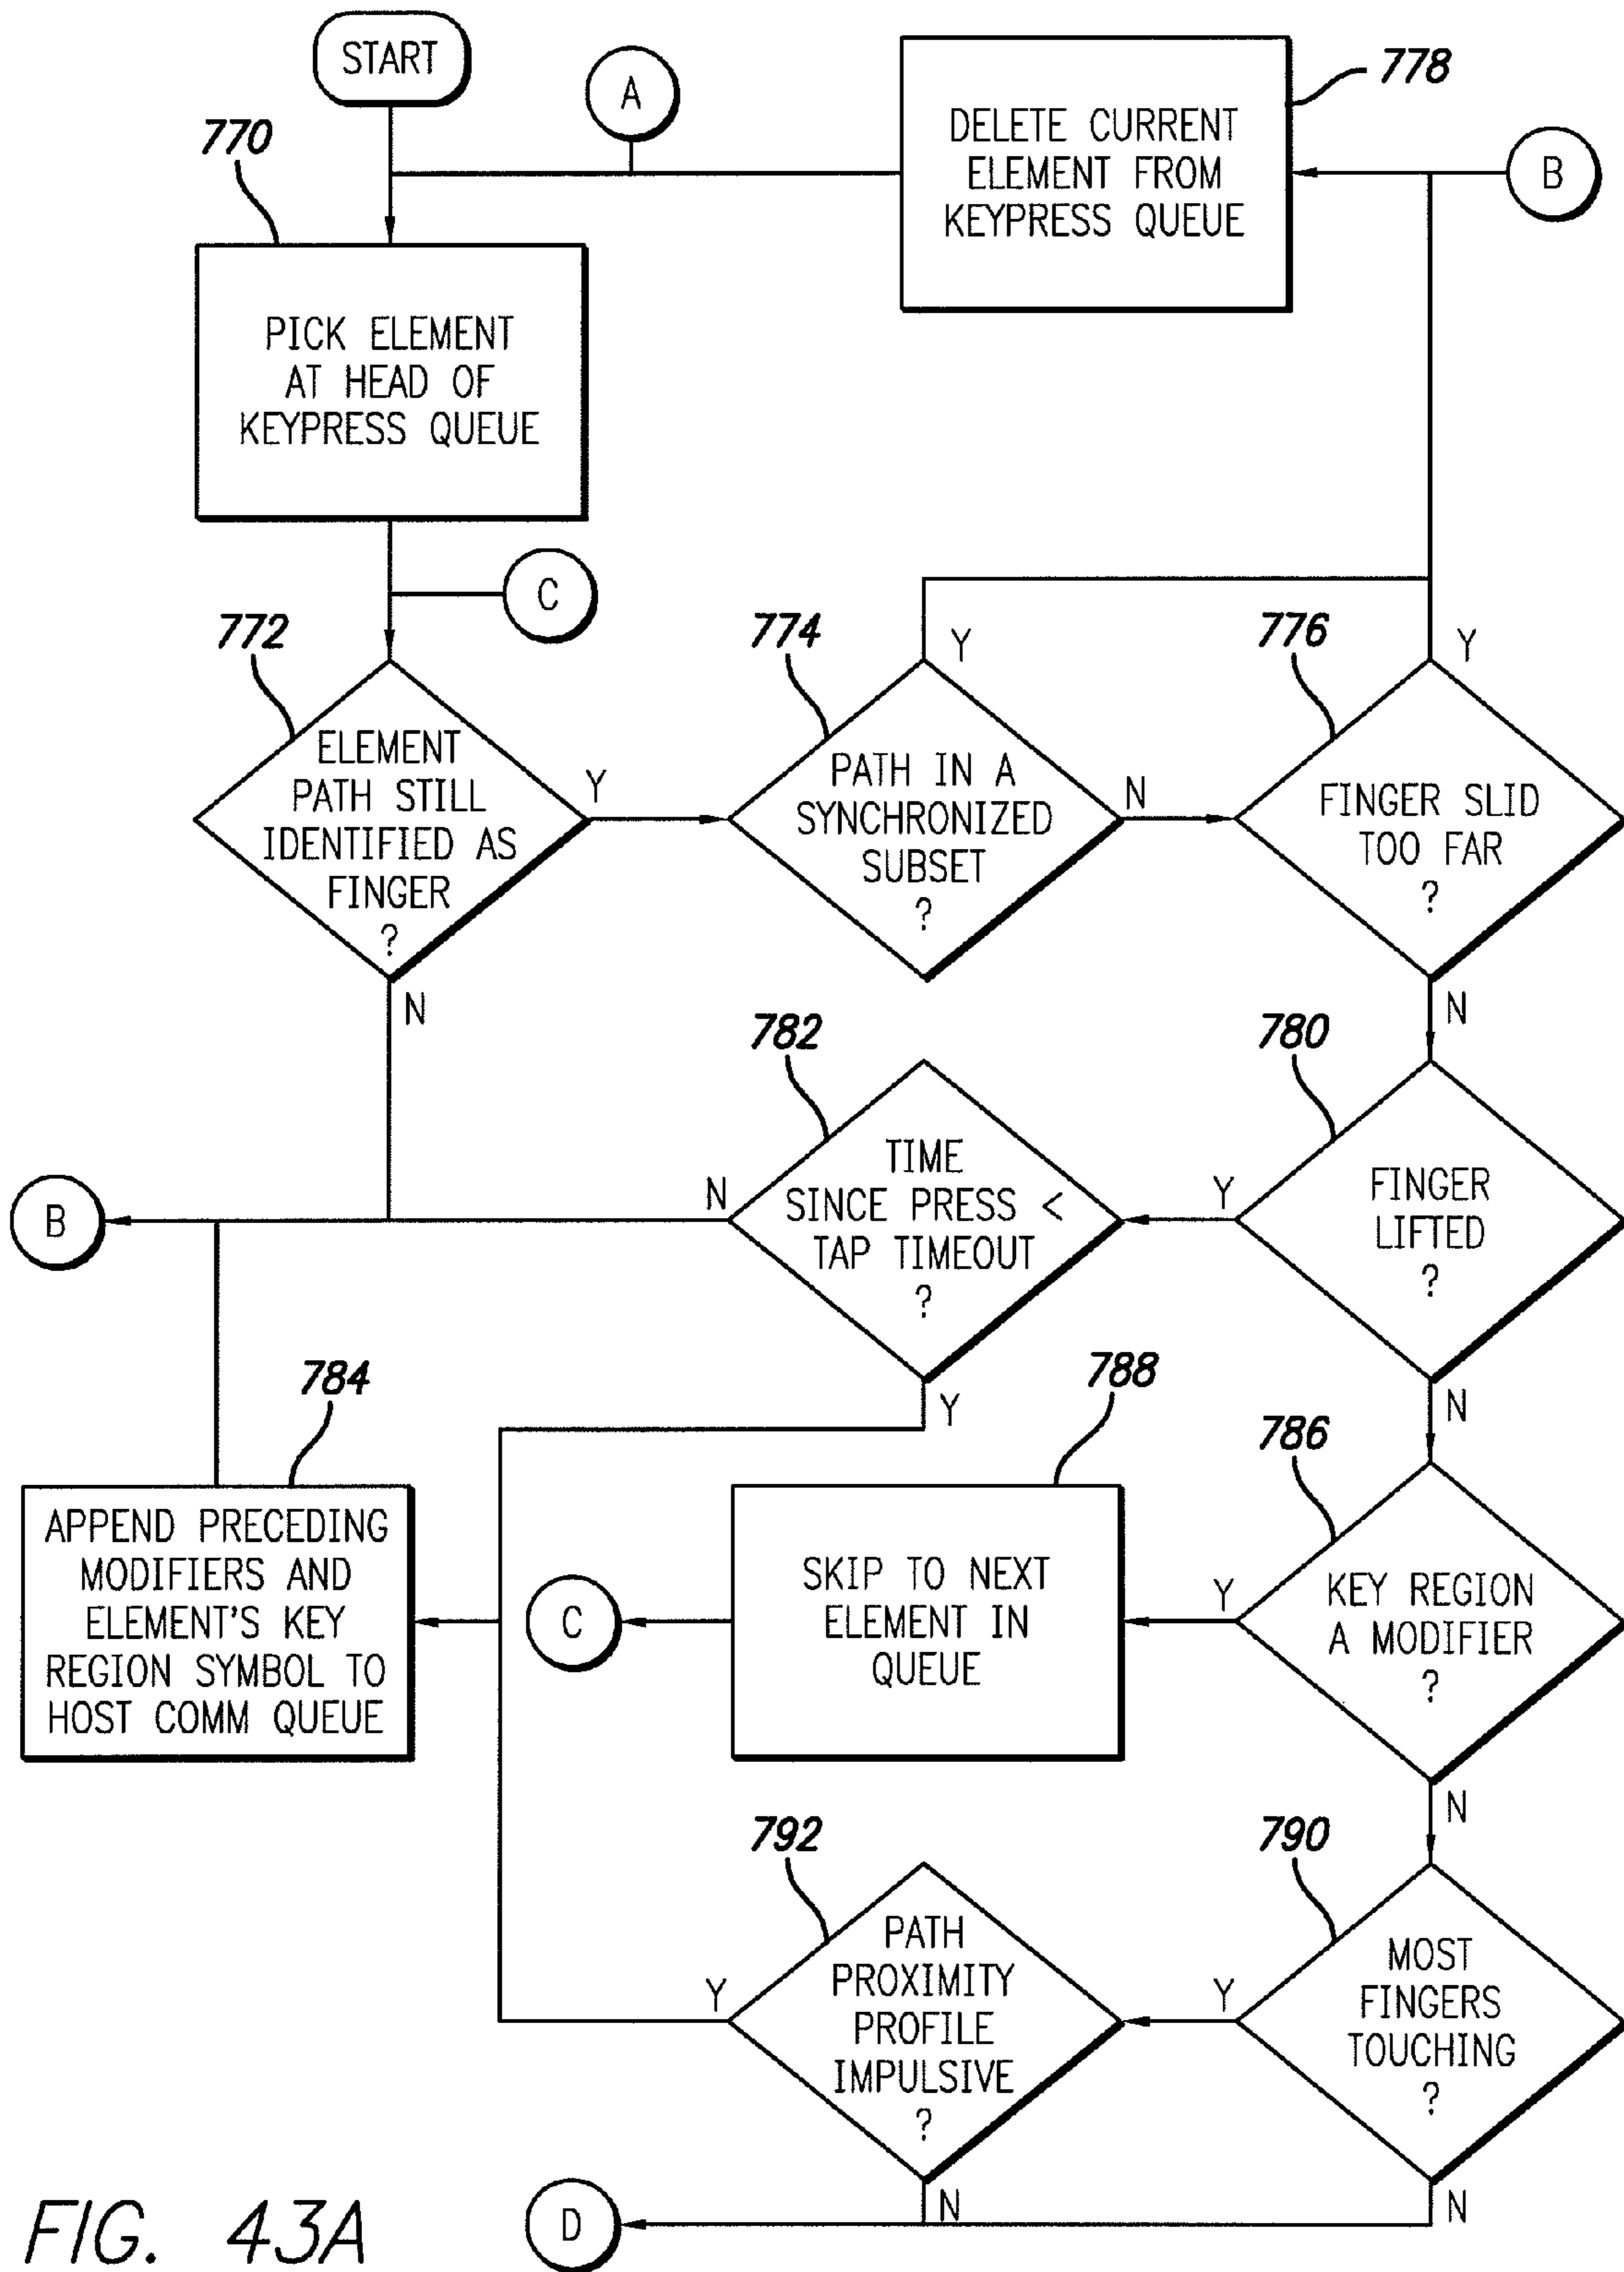 START
A
778
DELETE CURRENT
ELEMENT FROM
KEYPRESS QUEUE
B
770
PICK ELEMENT
AT HEAD OF
KEYPRESS QUEUE
C
772
774
776
Y
Y
ELEMENT
PATH STILL
IDENTIFIED AS
FINGER
?
Y
PATH IN A
SYNCHRONIZED
SUBSET
?
N
FINGER SLID
TOO FAR
?
N
N
782
780
TIME
SINCE PRESS <
TAP TIMEOUT
?
Y
FINGER
LIFTED
?
B
N
Y
N
784
788
786
APPEND PRECEDING
MODIFIERS AND
ELEMENT'S KEY
REGION SYMBOL TO
HOST COMM QUEUE
C
SKIP TO NEXT
ELEMENT IN
QUEUE
Y
KEY REGION
A MODIFIER
?
N
792
790
Y
PATH
PROXIMITY
PROFILE
IMPULSIVE
?
Y
MOST
FINGERS
TOUCHING
?
N
N
D
FIG. 43A